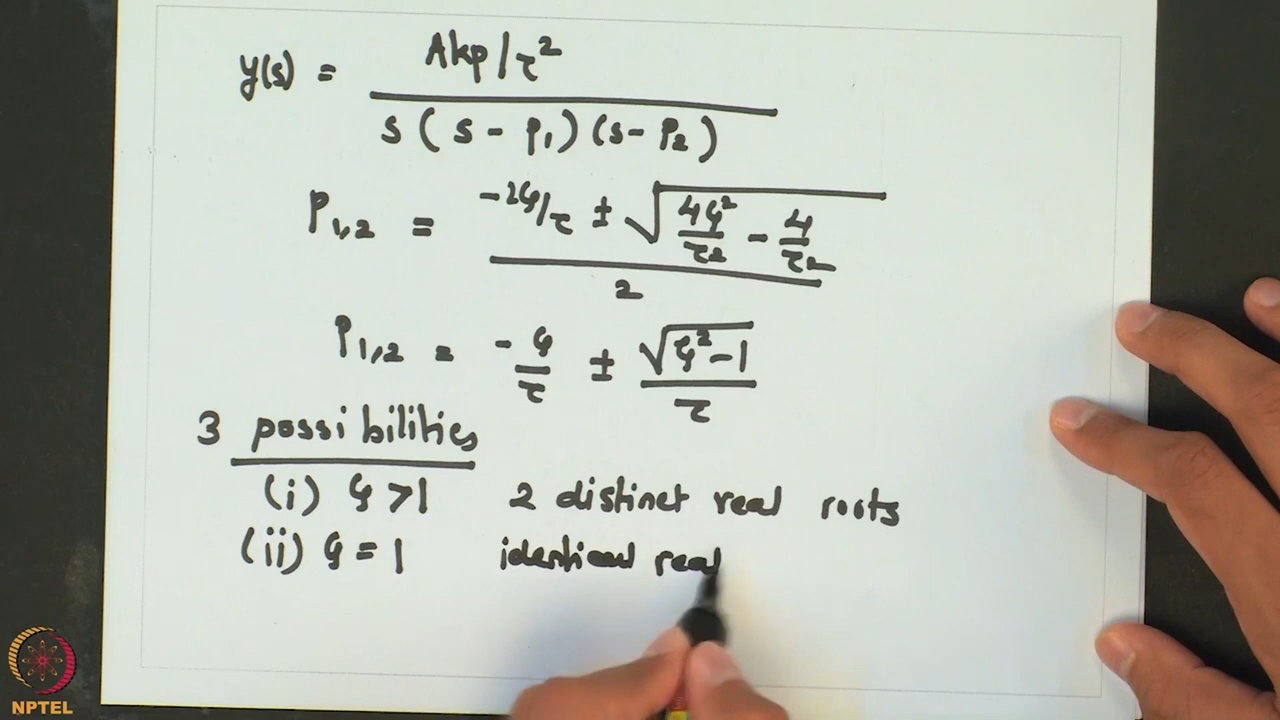 y(s) = Akp/τ²
s(s - p₁)(s - p₂)
P₁,₂ = -2ζ/τ ± √4ζ²/τ² - 4/τ²
2
P₁,₂ = -ζ/τ ± √ζ²-1/τ
3 possibilities
(i) ζ >1 2 distinct real roots
(ii) ζ = 1 identical real
NPTEL